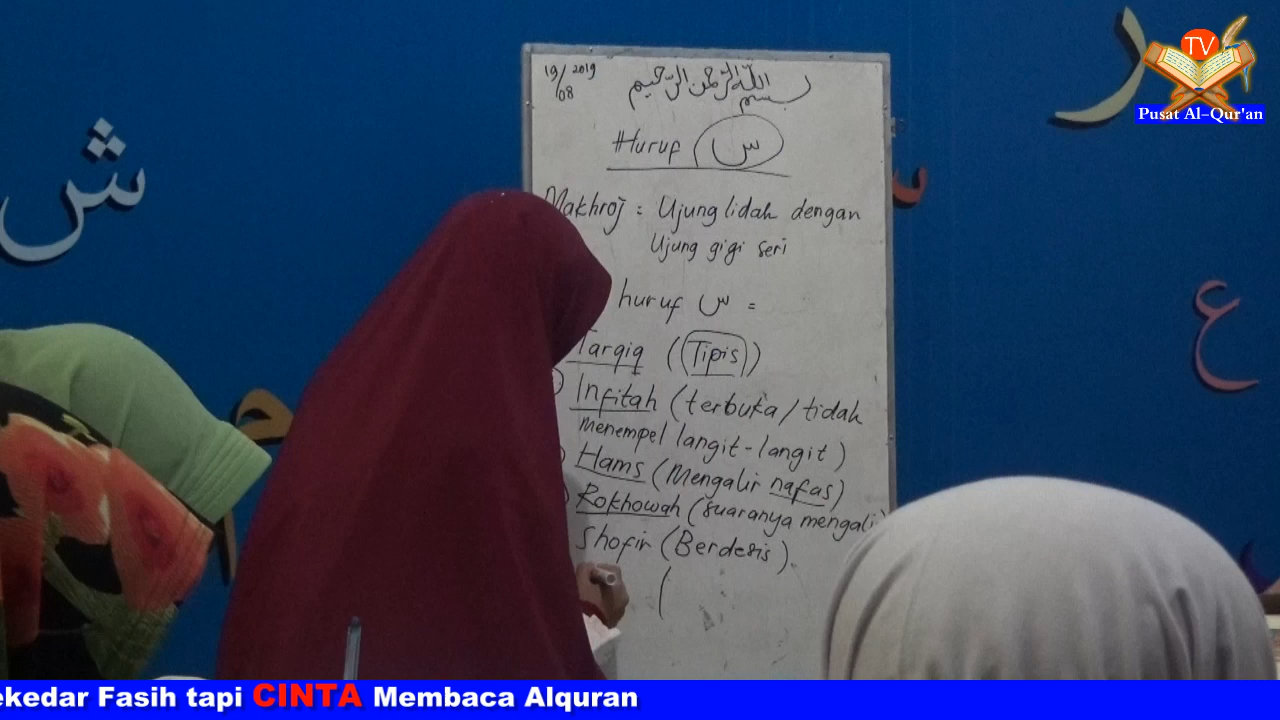 19/08 2019
بسم الله الرحمن الرحيم
Huruf س
Makhroj = Ujung lidah dengan
Ujung gigi seri
huruf س =
Tarqiq ((Tipis))
Infitah (terbuka / tidak
menempel langit-langit)
Hams (Mengalir nafas)
Rokhowah (suaranya mengali
Shofir (Berdesis).
(
ش
ر
ع
TV
Pusat Al-Qur'an
ekedar Fasih tapi CINTA Membaca Alquran